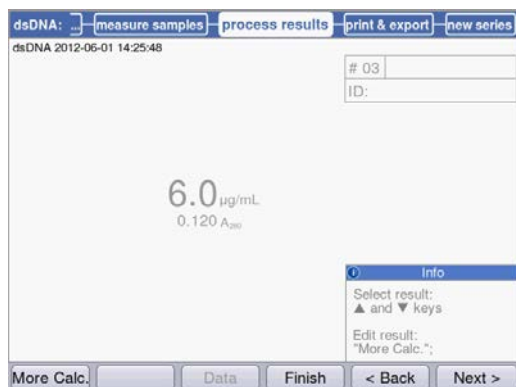 dsDNA: ... measure samples process results print & export new series
dsDNA 2012-06-01 14:25:48
# 03
ID:
6.0 µg/mL
0.120 A260
Info
Select result:
▲ and ▼ keys
Edit result:
"More Calc.";
More Calc. Data Finish < Back Next >